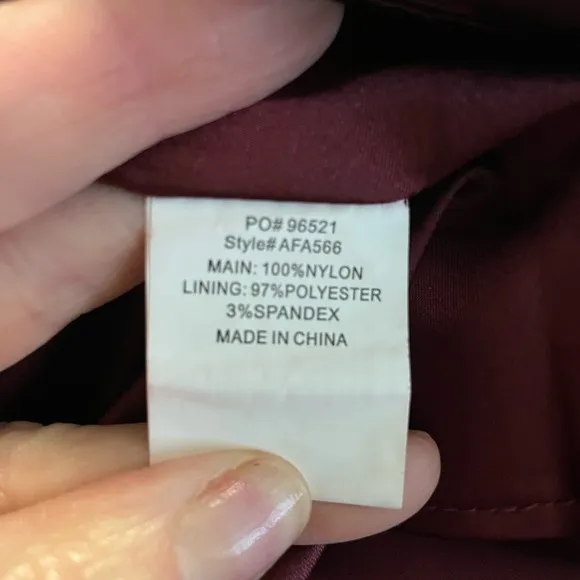 PO# 96521
Style# AFA566
MAIN: 100%NYLON
LINING: 97%POLYESTER
3%SPANDEX
MADE IN CHINA